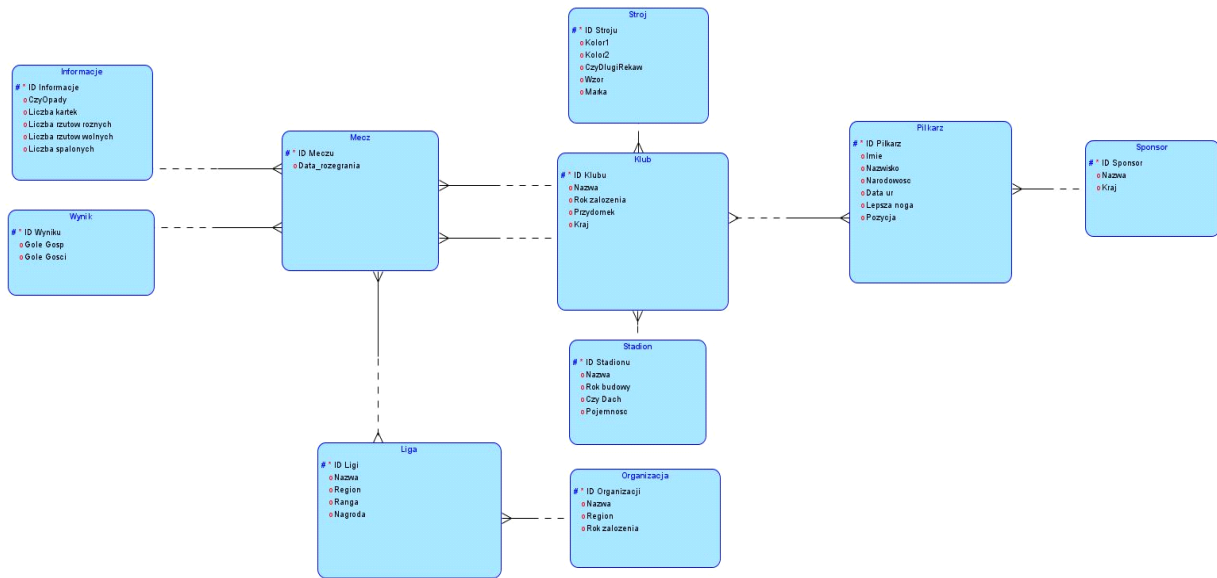 Stroj
# * ID Stroju
o Kolor1
o Kolor2
o CzyDlugiRekaw
o Wzor
o Marka
Informacje
# * ID Informacje
o CzyOpady
o Liczba kartek
o Liczba rzutow roznych
o Liczba rzutow wolnych
o Liczba spalonych
Mecz
# * ID Meczu
o Data_rozegrania
Klub
# * ID Klubu
o Nazwa
o Rok zalozenia
o Przydomek
o Kraj
Pilkarz
# * ID Pilkarz
o Imie
o Nazwisko
o Narodowosc
o Data ur
o Lepsza noga
o Pozycja
Sponsor
# * ID Sponsor
o Nazwa
o Kraj
Wynik
# * ID Wyniku
o Gole Gosp
o Gole Gosci
Stadion
# * ID Stadionu
o Nazwa
o Rok budowy
o Czy Dach
o Pojemnosc
Liga
# * ID Ligi
o Nazwa
o Region
o Ranga
o Nagroda
Organizacja
# * ID Organizacji
o Nazwa
o Region
o Rok zalozenia